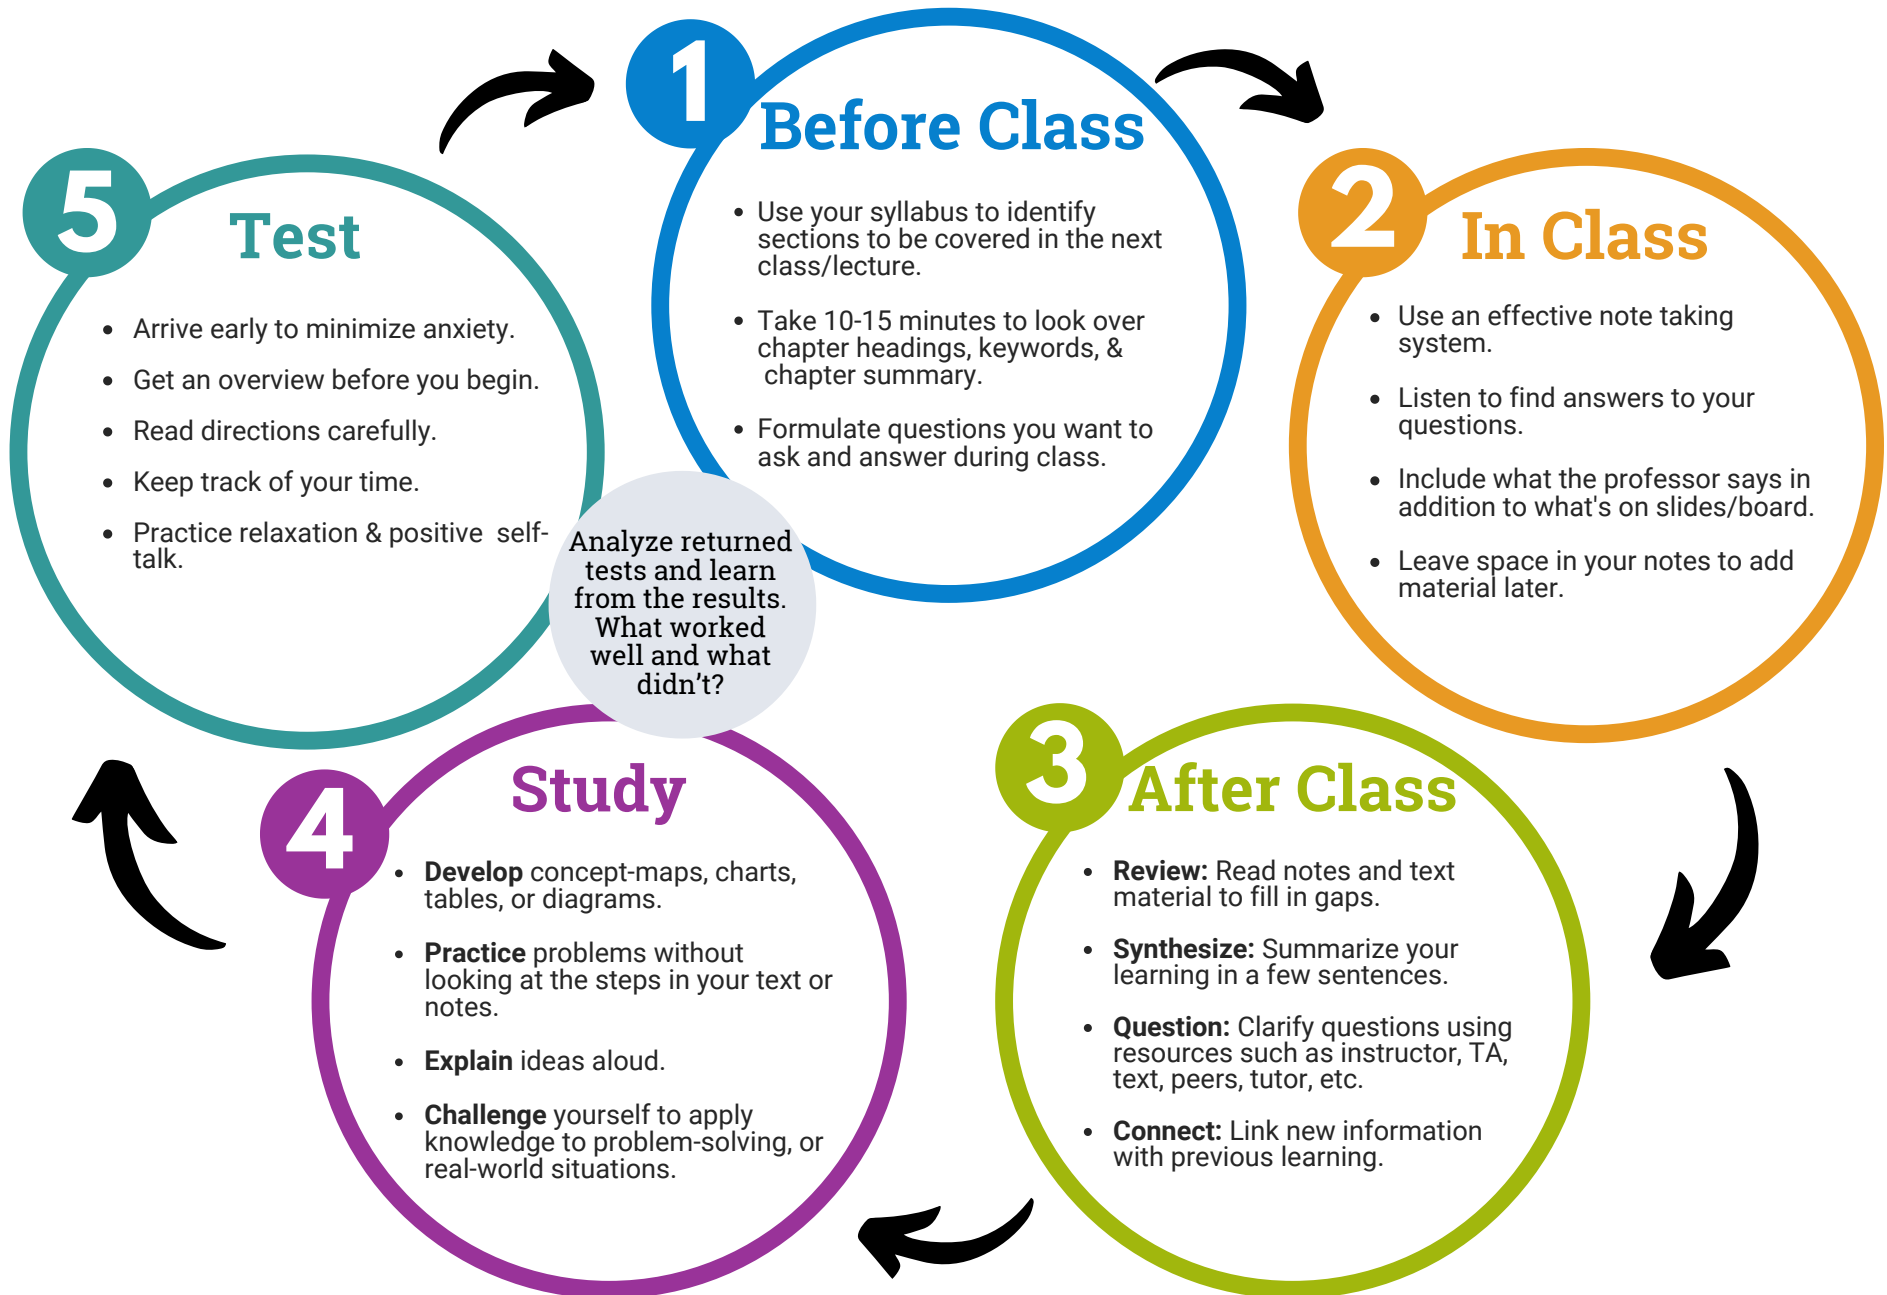 1
Before Class
• Use your syllabus to identify
sections to be covered in the next
class/lecture.
• Take 10-15 minutes to look over
chapter headings, keywords, &
chapter summary.
• Formulate questions you want to
ask and answer during class.
2
In Class
• Use an effective note taking
system.
• Listen to find answers to your
questions.
• Include what the professor says in
addition to what's on slides/board.
• Leave space in your notes to add
material later.
3
After Class
• Review: Read notes and text
material to fill in gaps.
• Synthesize: Summarize your
learning in a few sentences.
• Question: Clarify questions using
resources such as instructor, TA,
text, peers, tutor, etc.
• Connect: Link new information
with previous learning.
4
Study
• Develop concept-maps, charts,
tables, or diagrams.
• Practice problems without
looking at the steps in your text or
notes.
• Explain ideas aloud.
• Challenge yourself to apply
knowledge to problem-solving, or
real-world situations.
5
Test
• Arrive early to minimize anxiety.
• Get an overview before you begin.
• Read directions carefully.
• Keep track of your time.
• Practice relaxation & positive self-
talk.
Analyze returned
tests and learn
from the results.
What worked
well and what
didn't?